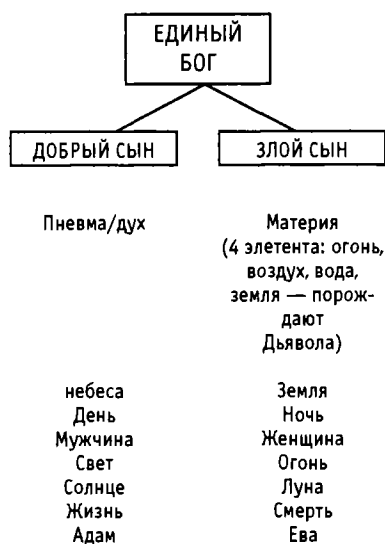 ЕДИНЫЙ
БОГ
ДОБРЫЙ СЫН
ЗЛОЙ СЫН
Пневма/дух
Материя
(4 элетента: огонь,
воздух, вода,
земля — порож-
дают
Дьявола)
небеса
Земля
День
Ночь
Мужчина
Женщина
Свет
Огонь
Солнце
Луна
Жизнь
Смерть
Адам
Ева